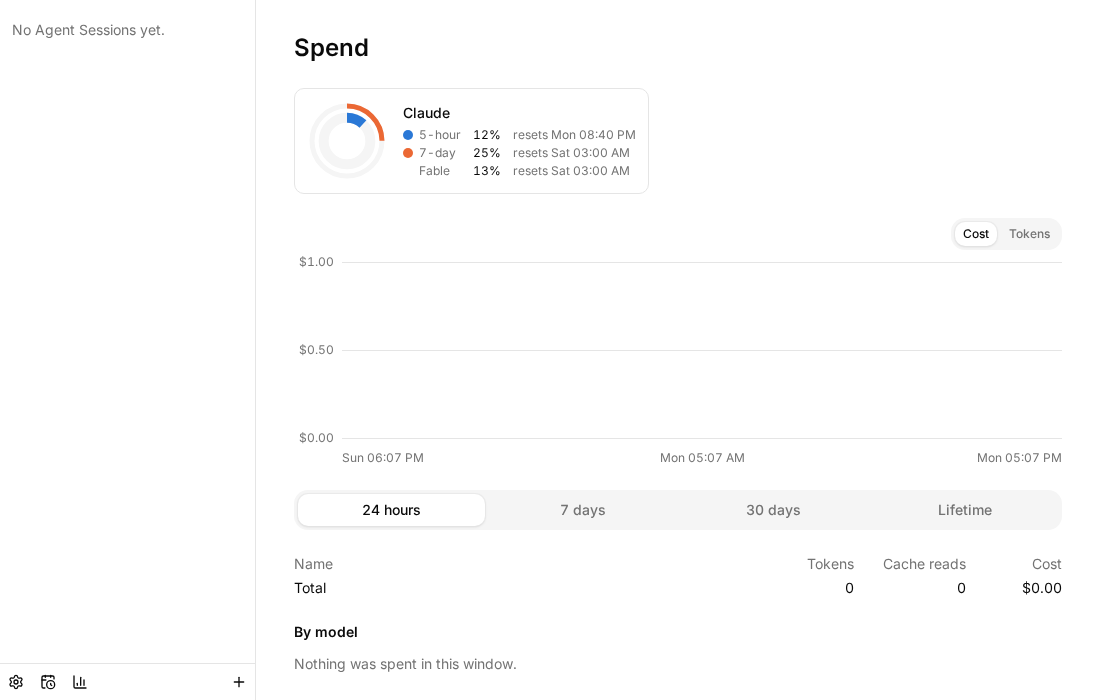 No Agent Sessions yet.
Spend
Claude
5-hour 12% resets Mon 08:40 PM
7-day 25% resets Sat 03:00 AM
Fable 13% resets Sat 03:00 AM
Cost Tokens
$1.00
$0.50
$0.00
Sun 06:07 PM Mon 05:07 AM Mon 05:07 PM
24 hours 7 days 30 days Lifetime
Name Tokens Cache reads Cost
Total 0 0 $0.00
By model
Nothing was spent in this window.